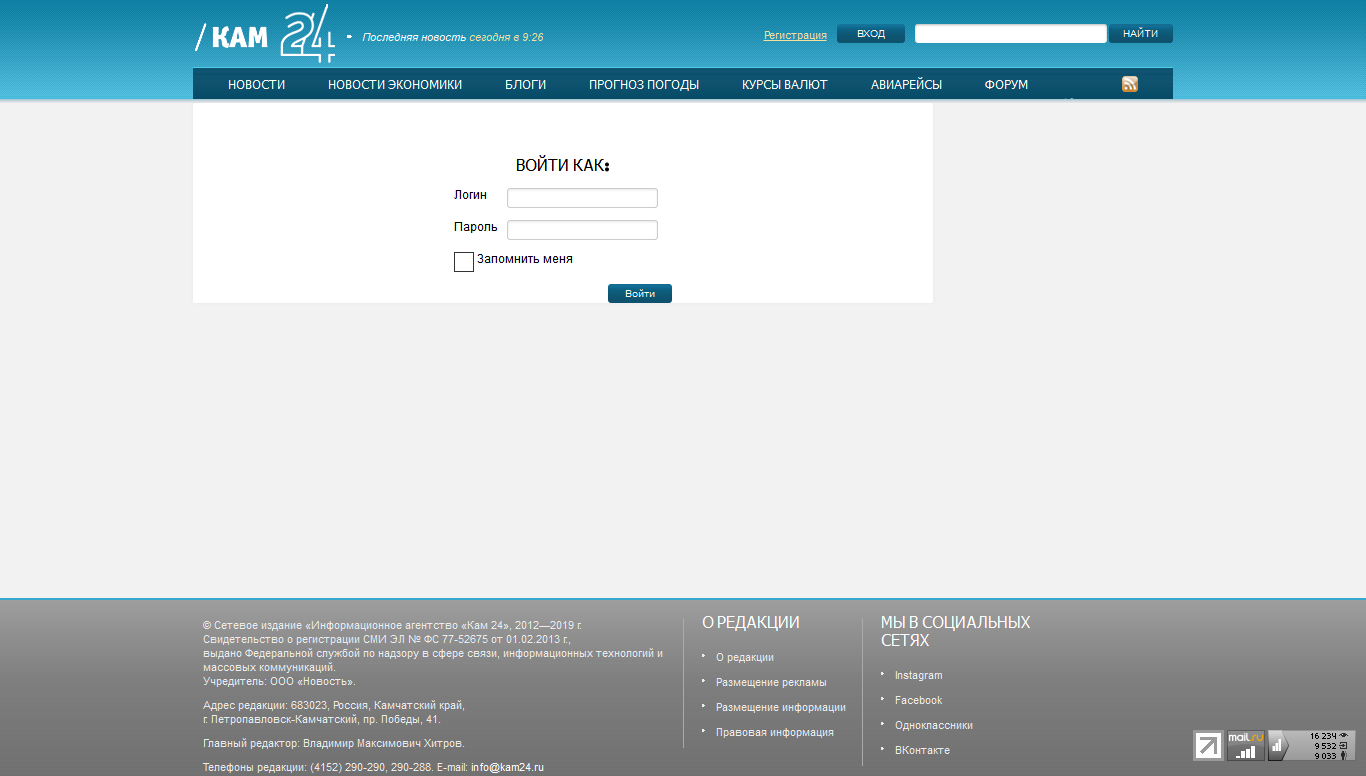 / КАМ 24
Последняя новость сегодня в 9:26
Регистрация
ВХОД
НАЙТИ
НОВОСТИ
НОВОСТИ ЭКОНОМИКИ
БЛОГИ
ПРОГНОЗ ПОГОДЫ
КУРСЫ ВАЛЮТ
АВИАРЕЙСЫ
ФОРУМ
ВОЙТИ КАК:
Логин
Пароль
Запомнить меня
Войти
© Сетевое издание «Информационное агентство «Кам 24», 2012—2019 г.
Свидетельство о регистрации СМИ ЭЛ № ФС 77-52675 от 01.02.2013 г.,
выдано Федеральной службой по надзору в сфере связи, информационных технологий и
массовых коммуникаций.
Учредитель: ООО «Новость».
Адрес редакции: 683023, Россия, Камчатский край,
г. Петропавловск-Камчатский, пр. Победы, 41.
Главный редактор: Владимир Максимович Хитров.
Телефоны редакции: (4152) 290-290, 290-288. E-mail: info@kam24.ru
О РЕДАКЦИИ
О редакции
Размещение рекламы
Размещение информации
Правовая информация
МЫ В СОЦИАЛЬНЫХ
СЕТЯХ
Instagram
Facebook
Одноклассники
ВКонтакте
mail.ru
16 234
9 532
9 033